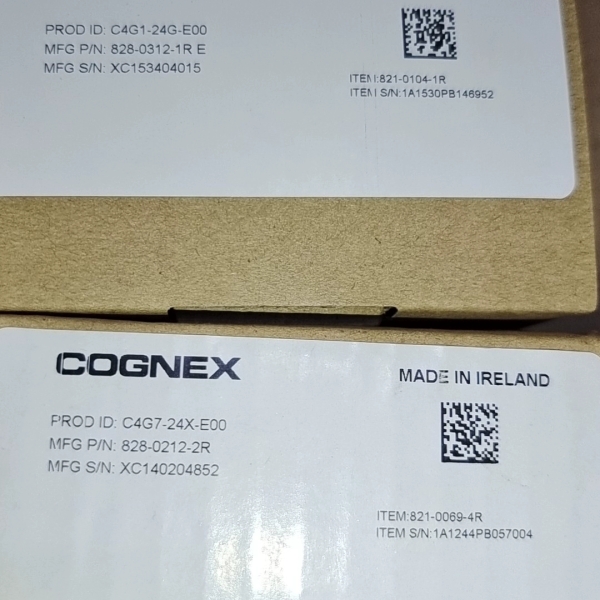 PROD ID: C4G1-24G-E00
MFG P/N: 828-0312-1R E
MFG S/N: XC153404015
ITEM:821-0104-1R
ITEM S/N:1A1530PB146952
COGNEX
MADE IN IRELAND
PROD ID: C4G7-24X-E00
MFG P/N: 828-0212-2R
MFG S/N: XC140204852
ITEM:821-0069-4R
ITEM S/N:1A1244PB057004